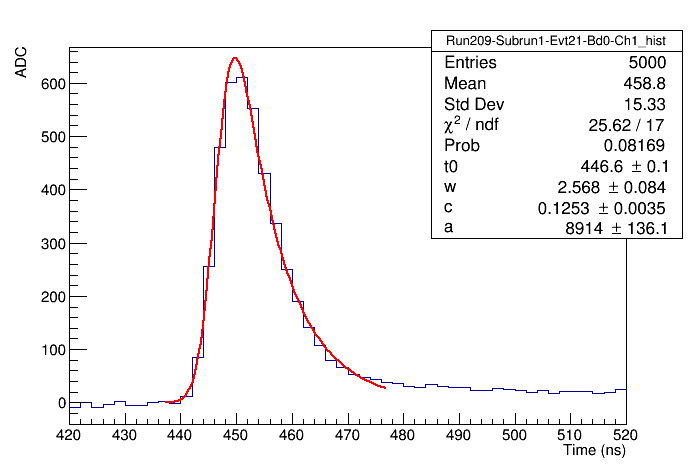 Run209-Subrun1-Evt21-Bd0-Ch1_hist
Entries 5000
Mean 458.8
Std Dev 15.33
χ² / ndf 25.62 / 17
Prob 0.08169
t0 446.6 ± 0.1
w 2.568 ± 0.084
c 0.1253 ± 0.0035
a 8914 ± 136.1
ADC
600
500
400
300
200
100
0
420 430 440 450 460 470 480 490 500 510 520
Time (ns)